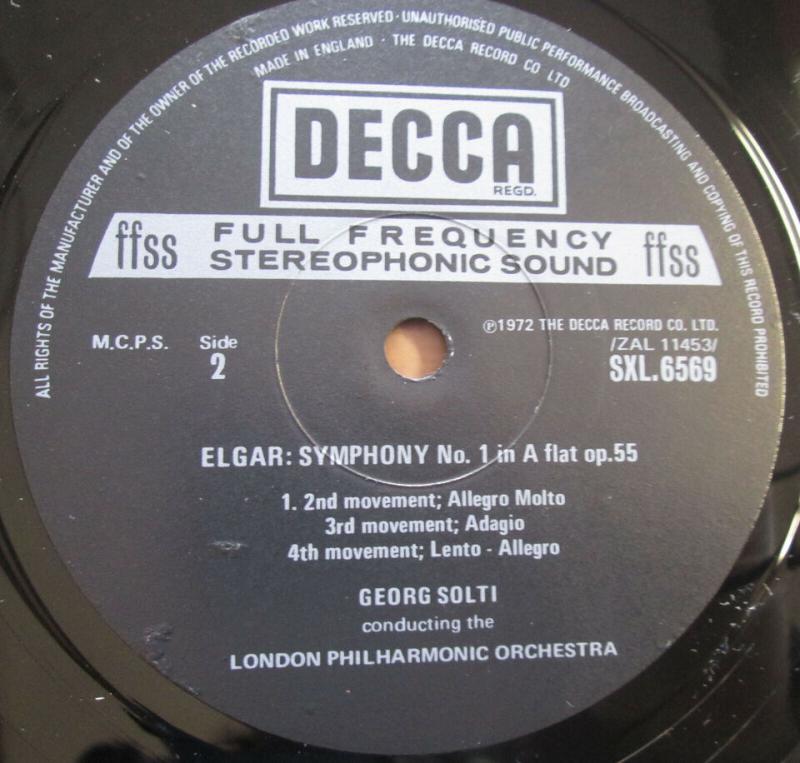 ALL RIGHTS OF THE MANUFACTURER AND OF THE OWNER OF THE RECORDED WORK RESERVED · UNAUTHORISED PUBLIC PERFORMANCE BROADCASTING AND COPYING OF THIS RECORD PROHIBITED
MADE IN ENGLAND · THE DECCA RECORD CO LTD
DECCA
REGD.
ffss FULL FREQUENCY ffss
STEREOPHONIC SOUND
℗1972 THE DECCA RECORD CO. LTD.
M.C.P.S. Side /ZAL 11453/
2 SXL.6569
ELGAR: SYMPHONY No. 1 in A flat op.55
1. 2nd movement; Allegro Molto
3rd movement; Adagio
4th movement; Lento - Allegro
GEORG SOLTI
conducting the
LONDON PHILHARMONIC ORCHESTRA